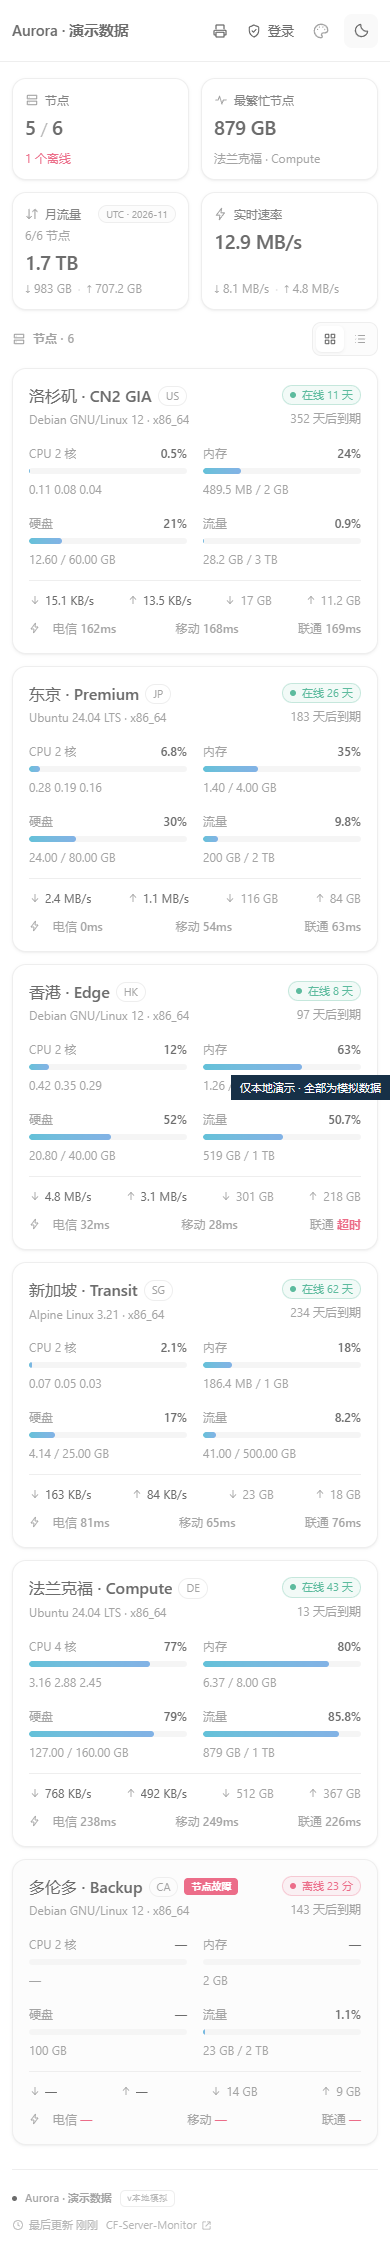 Aurora · 演示数据 登录
节点
5 / 6
1 个离线
最繁忙节点
879 GB
法兰克福 · Compute
月流量 UTC · 2026-11
6/6 节点
1.7 TB
↓ 983 GB · ↑ 707.2 GB
实时速率
12.9 MB/s
↓ 8.1 MB/s · ↑ 4.8 MB/s
节点 · 6
洛杉矶 · CN2 GIA US 在线 11 天
Debian GNU/Linux 12 · x86_64 352 天后到期
CPU 2 核 0.5% 内存 24%
0.11 0.08 0.04 489.5 MB / 2 GB
硬盘 21% 流量 0.9%
12.60 / 60.00 GB 28.2 GB / 3 TB
↓ 15.1 KB/s ↑ 13.5 KB/s ↓ 17 GB ↑ 11.2 GB
电信 162ms 移动 168ms 联通 169ms
东京 · Premium JP 在线 26 天
Ubuntu 24.04 LTS · x86_64 183 天后到期
CPU 2 核 6.8% 内存 35%
0.28 0.19 0.16 1.40 / 4.00 GB
硬盘 30% 流量 9.8%
24.00 / 80.00 GB 200 GB / 2 TB
↓ 2.4 MB/s ↑ 1.1 MB/s ↓ 116 GB ↑ 84 GB
电信 0ms 移动 54ms 联通 63ms
香港 · Edge HK 在线 8 天
Debian GNU/Linux 12 · x86_64 97 天后到期
CPU 2 核 12% 内存 63%
0.42 0.35 0.29 1.26 /
仅本地演示 · 全部为模拟数据
硬盘 52% 流量 50.7%
20.80 / 40.00 GB 519 GB / 1 TB
↓ 4.8 MB/s ↑ 3.1 MB/s ↓ 301 GB ↑ 218 GB
电信 32ms 移动 28ms 联通 超时
新加坡 · Transit SG 在线 62 天
Alpine Linux 3.21 · x86_64 234 天后到期
CPU 2 核 2.1% 内存 18%
0.07 0.05 0.03 186.4 MB / 1 GB
硬盘 17% 流量 8.2%
4.14 / 25.00 GB 41.00 / 500.00 GB
↓ 163 KB/s ↑ 84 KB/s ↓ 23 GB ↑ 18 GB
电信 81ms 移动 65ms 联通 76ms
法兰克福 · Compute DE 在线 43 天
Ubuntu 24.04 LTS · x86_64 13 天后到期
CPU 4 核 77% 内存 80%
3.16 2.88 2.45 6.37 / 8.00 GB
硬盘 79% 流量 85.8%
127.00 / 160.00 GB 879 GB / 1 TB
↓ 768 KB/s ↑ 492 KB/s ↓ 512 GB ↑ 367 GB
电信 238ms 移动 249ms 联通 226ms
多伦多 · Backup CA 节点故障 离线 23 分
Debian GNU/Linux 12 · x86_64 143 天后到期
CPU 2 核 — 内存 —
— 2 GB
硬盘 — 流量 1.1%
100 GB 23 GB / 2 TB
↓ — ↑ — ↓ 14 GB ↑ 9 GB
电信 — 移动 — 联通 —
Aurora · 演示数据 v本地模拟
最后更新 刚刚 CF-Server-Monitor